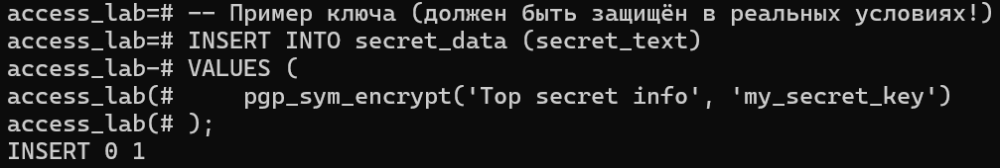 access_lab=# -- Пример ключа (должен быть защищён в реальных условиях!)
access_lab=# INSERT INTO secret_data (secret_text)
access_lab-# VALUES (
access_lab(#     pgp_sym_encrypt('Top secret info', 'my_secret_key')
access_lab(# );
INSERT 0 1